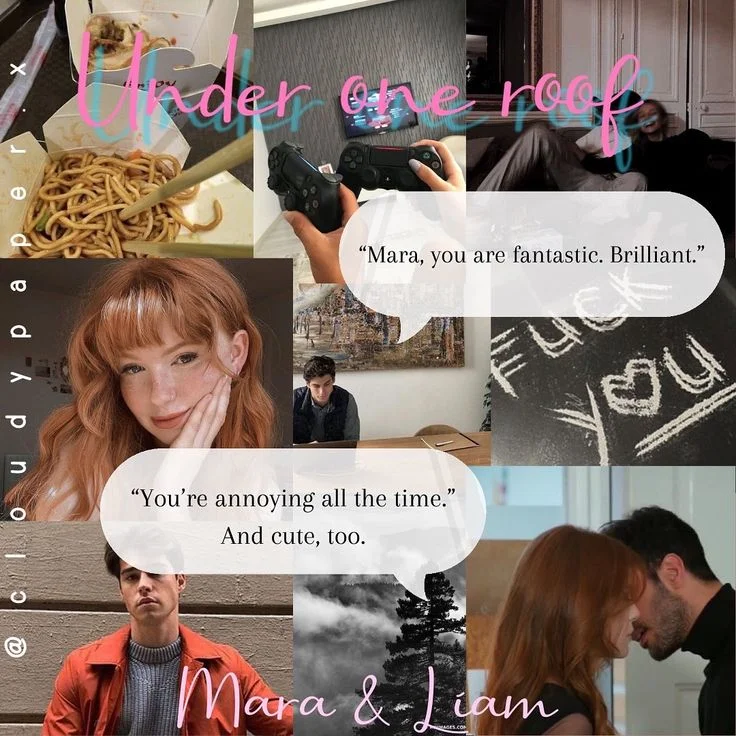 Under one roof
@cloudypaper.x
“Mara, you are fantastic. Brilliant.”
Fuck
you
“You’re annoying all the time.”
And cute, too.
Mara & Liam